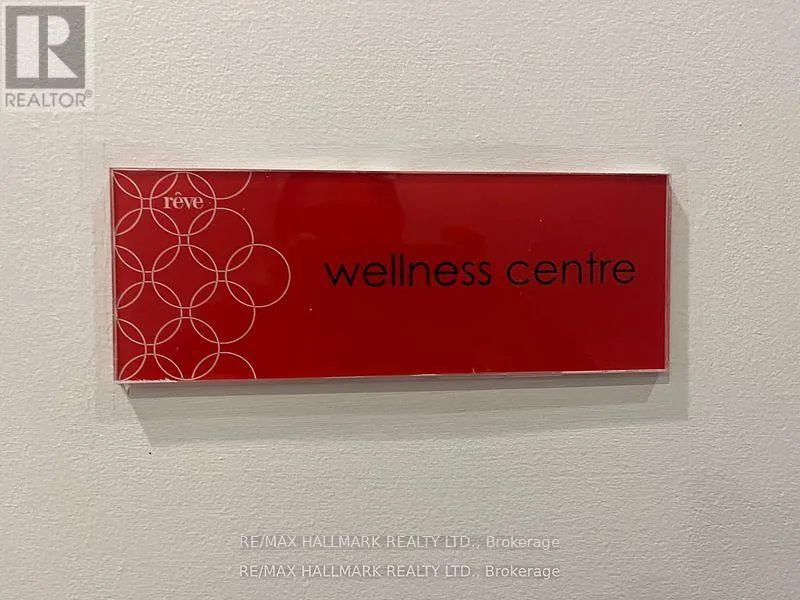 REALTOR®
rêve
wellness centre
RE/MAX HALLMARK REALTY LTD., Brokerage
RE/MAX HALLMARK REALTY LTD., Brokerage